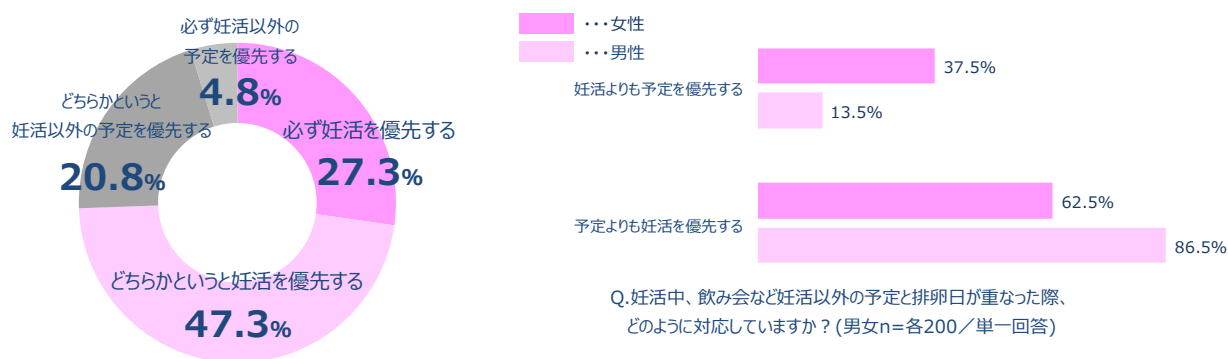 必ず妊活以外の
予定を優先する
4.8%
どちらかというと
妊活以外の予定を優先する
20.8%
必ず妊活を優先する
27.3%
どちらかというと妊活を優先する
47.3%
・・・女性
・・・男性
妊活よりも予定を優先する
37.5%
13.5%
予定よりも妊活を優先する
62.5%
86.5%
Q.妊活中、飲み会など妊活以外の予定と排卵日が重なった際、
どのように対応していますか？(男女n=各200／単一回答)